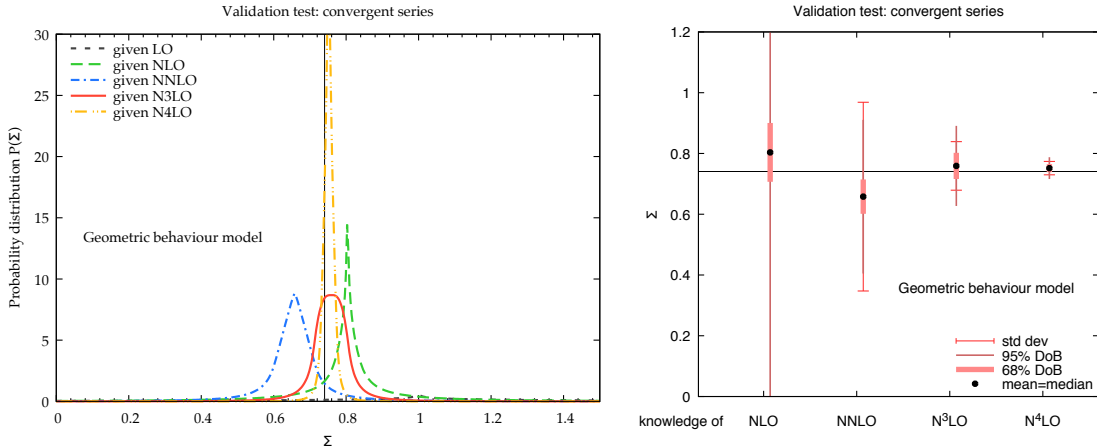 Validation test: convergent series
30
25
20
15
10
5
0
given LO
given NLO
given NNLO
given N3LO
given N4LO
Geometric behaviour model
Probability distribution P(Σ)
0 0.2 0.4 0.6 0.8 1 1.2 1.4
Σ
Validation test: convergent series
1.2
1
0.8
0.6
0.4
0.2
0
Σ
Geometric behaviour model
std dev
95% DoB
68% DoB
mean=median
knowledge of NLO NNLO N³LO N⁴LO